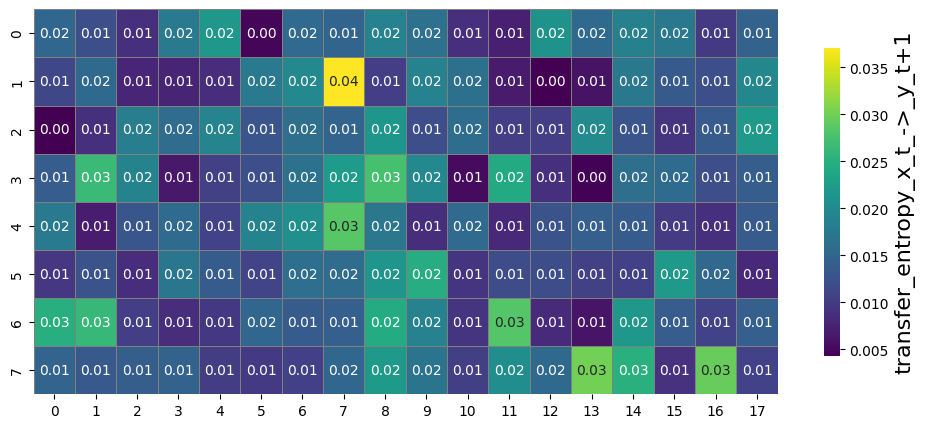 0 0.02 0.01 0.01 0.02 0.02 0.00 0.02 0.01 0.02 0.02 0.01 0.01 0.02 0.02 0.02 0.02 0.01 0.01
1 0.01 0.02 0.01 0.01 0.01 0.02 0.02 0.04 0.01 0.02 0.02 0.01 0.00 0.01 0.02 0.01 0.01 0.02
2 0.00 0.01 0.02 0.02 0.02 0.01 0.02 0.01 0.02 0.01 0.02 0.01 0.01 0.02 0.01 0.01 0.01 0.02
3 0.01 0.03 0.02 0.01 0.01 0.01 0.02 0.02 0.03 0.02 0.01 0.02 0.01 0.00 0.02 0.02 0.01 0.01
4 0.02 0.01 0.01 0.02 0.01 0.02 0.02 0.03 0.02 0.01 0.02 0.01 0.01 0.01 0.01 0.01 0.01 0.01
5 0.01 0.01 0.01 0.02 0.01 0.01 0.02 0.02 0.02 0.02 0.01 0.01 0.01 0.01 0.01 0.02 0.02 0.01
6 0.03 0.03 0.01 0.01 0.01 0.02 0.01 0.01 0.02 0.02 0.01 0.03 0.01 0.01 0.02 0.01 0.01 0.01
7 0.01 0.01 0.01 0.01 0.01 0.01 0.01 0.02 0.02 0.02 0.01 0.02 0.02 0.03 0.03 0.01 0.03 0.01
0 1 2 3 4 5 6 7 8 9 10 11 12 13 14 15 16 17
0.035
0.030
0.025
0.020
0.015
0.010
0.005
transfer_entropy_x_t_->_y_t+1